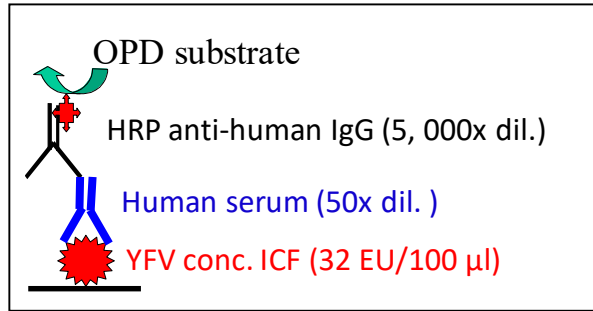 OPD substrate
HRP anti-human IgG (5, 000x dil.)
Human serum (50x dil. )
YFV conc. ICF (32 EU/100 µl)